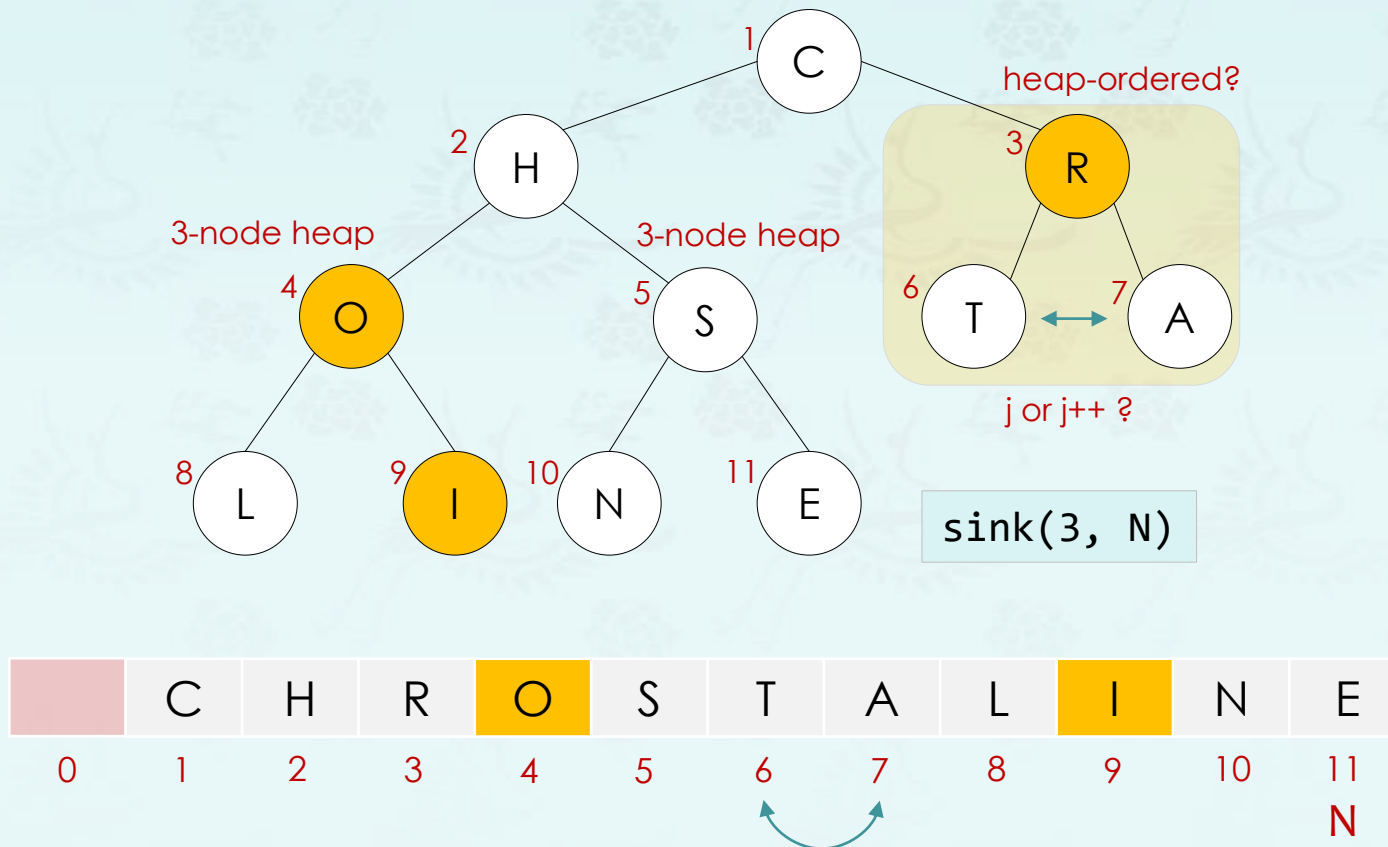 1
C
heap-ordered?
2
H
3
R
3-node heap
3-node heap
4
O
5
S
6
T
7
A
j or j++ ?
8
L
9
I
10
N
11
E
sink(3, N)
C H R O S T A L I N E
0 1 2 3 4 5 6 7 8 9 10 11
N